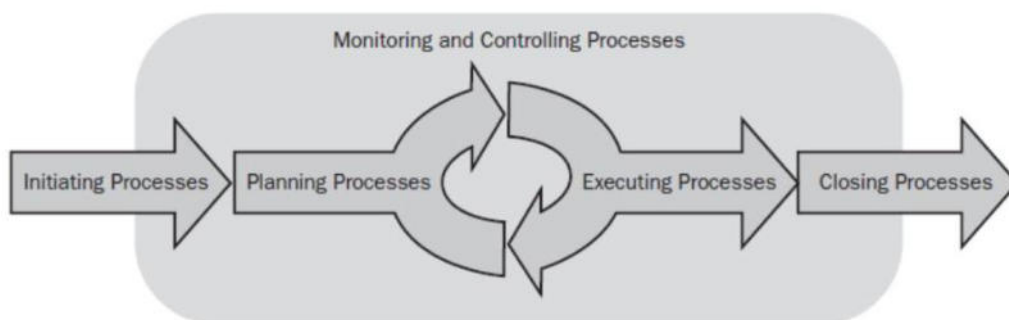 Monitoring and Controlling Processes
Initiating Processes
Planning Processes
Executing Processes
Closing Processes